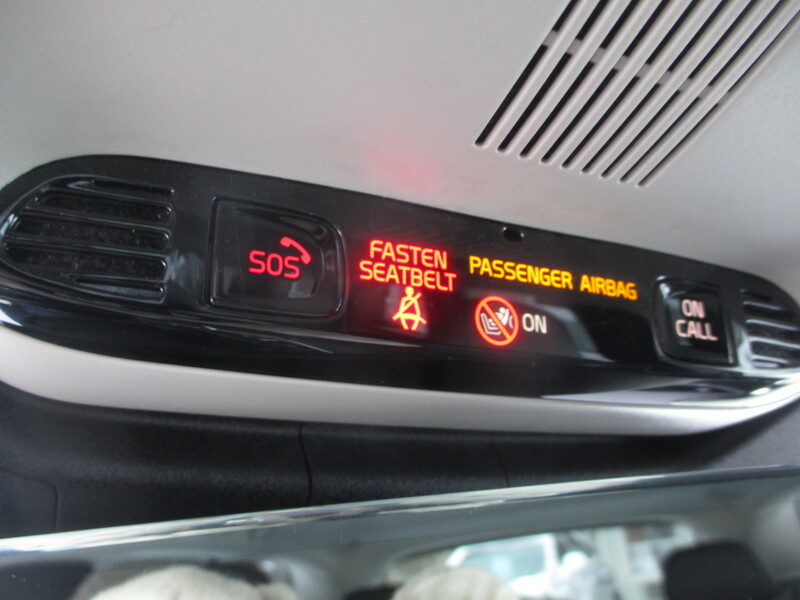 SOS
FASTEN
SEATBELT
PASSENGER AIRBAG
ON
ON
CALL